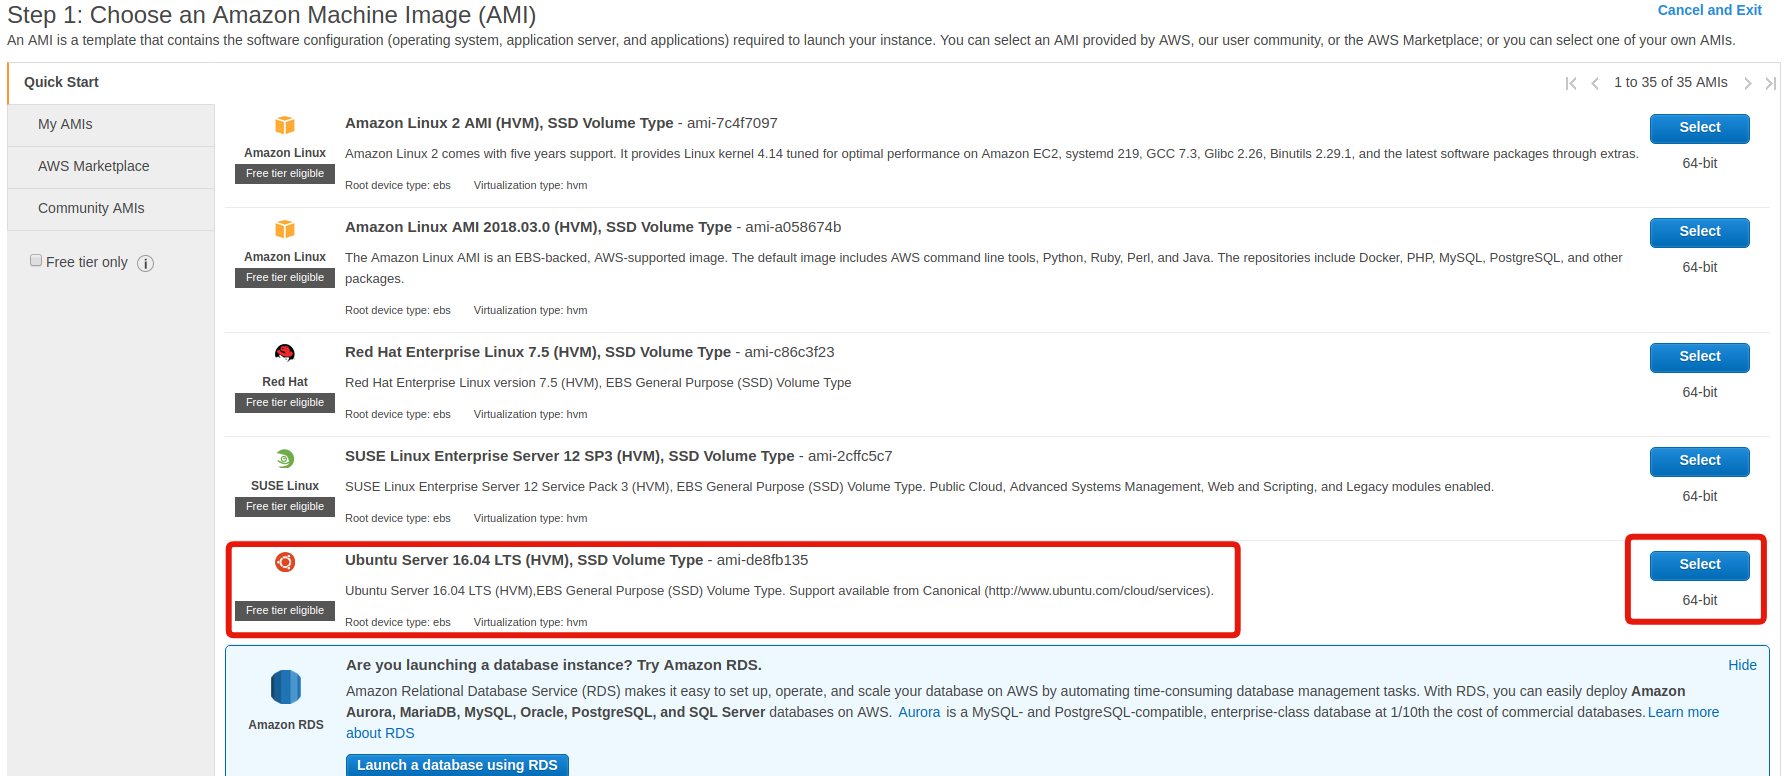 Step 1: Choose an Amazon Machine Image (AMI)
Cancel and Exit
An AMI is a template that contains the software configuration (operating system, application server, and applications) required to launch your instance. You can select an AMI provided by AWS, our user community, or the AWS Marketplace; or you can select one of your own AMIs.
Quick Start
1 to 35 of 35 AMIs
My AMIs
AWS Marketplace
Community AMIs
Free tier only
Amazon Linux 2 AMI (HVM), SSD Volume Type - ami-7c4f7097
Select
Amazon Linux
Amazon Linux 2 comes with five years support. It provides Linux kernel 4.14 tuned for optimal performance on Amazon EC2, systemd 219, GCC 7.3, Glibc 2.26, Binutils 2.29.1, and the latest software packages through extras.
64-bit
Free tier eligible
Root device type: ebs Virtualization type: hvm
Amazon Linux AMI 2018.03.0 (HVM), SSD Volume Type - ami-a058674b
Select
Amazon Linux
The Amazon Linux AMI is an EBS-backed, AWS-supported image. The default image includes AWS command line tools, Python, Ruby, Perl, and Java. The repositories include Docker, PHP, MySQL, PostgreSQL, and other
packages.
64-bit
Free tier eligible
Root device type: ebs Virtualization type: hvm
Red Hat Enterprise Linux 7.5 (HVM), SSD Volume Type - ami-c86c3f23
Select
Red Hat
Red Hat Enterprise Linux version 7.5 (HVM), EBS General Purpose (SSD) Volume Type
64-bit
Free tier eligible
Root device type: ebs Virtualization type: hvm
SUSE Linux Enterprise Server 12 SP3 (HVM), SSD Volume Type - ami-2cffc5c7
Select
SUSE Linux
SUSE Linux Enterprise Server 12 Service Pack 3 (HVM), EBS General Purpose (SSD) Volume Type. Public Cloud, Advanced Systems Management, Web and Scripting, and Legacy modules enabled.
64-bit
Free tier eligible
Root device type: ebs Virtualization type: hvm
Ubuntu Server 16.04 LTS (HVM), SSD Volume Type - ami-de8fb135
Select
Ubuntu Server 16.04 LTS (HVM),EBS General Purpose (SSD) Volume Type. Support available from Canonical (http://www.ubuntu.com/cloud/services).
64-bit
Free tier eligible
Root device type: ebs Virtualization type: hvm
Are you launching a database instance? Try Amazon RDS.
Hide
Amazon RDS
Amazon Relational Database Service (RDS) makes it easy to set up, operate, and scale your database on AWS by automating time-consuming database management tasks. With RDS, you can easily deploy Amazon
Aurora, MariaDB, MySQL, Oracle, PostgreSQL, and SQL Server databases on AWS. Aurora is a MySQL- and PostgreSQL-compatible, enterprise-class database at 1/10th the cost of commercial databases. Learn more
about RDS
Launch a database using RDS